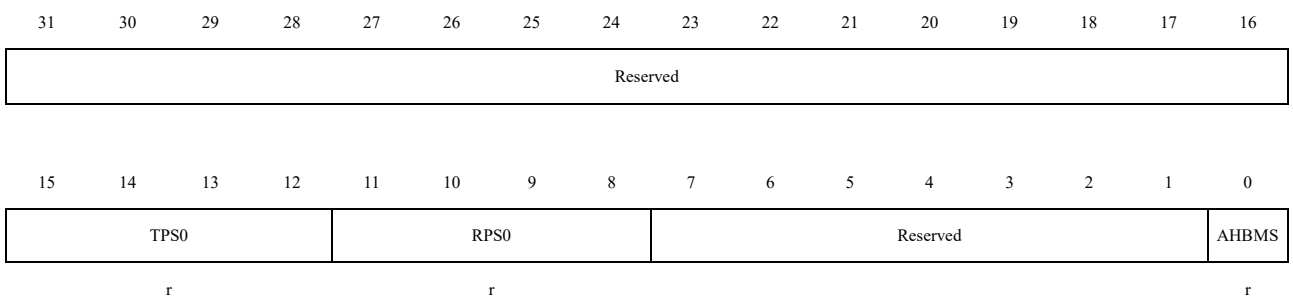 31 30 29 28 27 26 25 24 23 22 21 20 19 18 17 16
Reserved
15 14 13 12 11 10 9 8 7 6 5 4 3 2 1 0
TPS0 RPS0 Reserved AHBMS
r r r